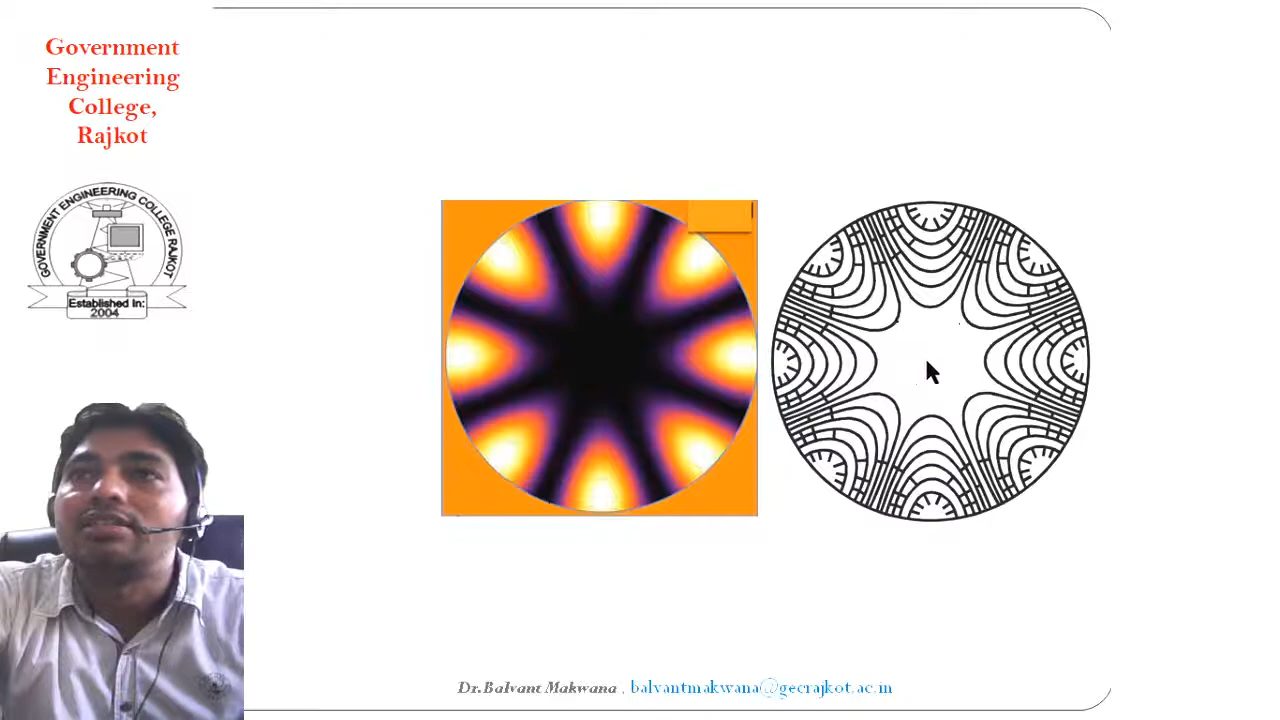 Government
Engineering
College,
Rajkot
GOVERNMENT ENGINEERING COLLEGE RAJKOT
Established In:
2004
Dr.Balvant Makwana , balvantmakwana@gecrajkot.ac.in